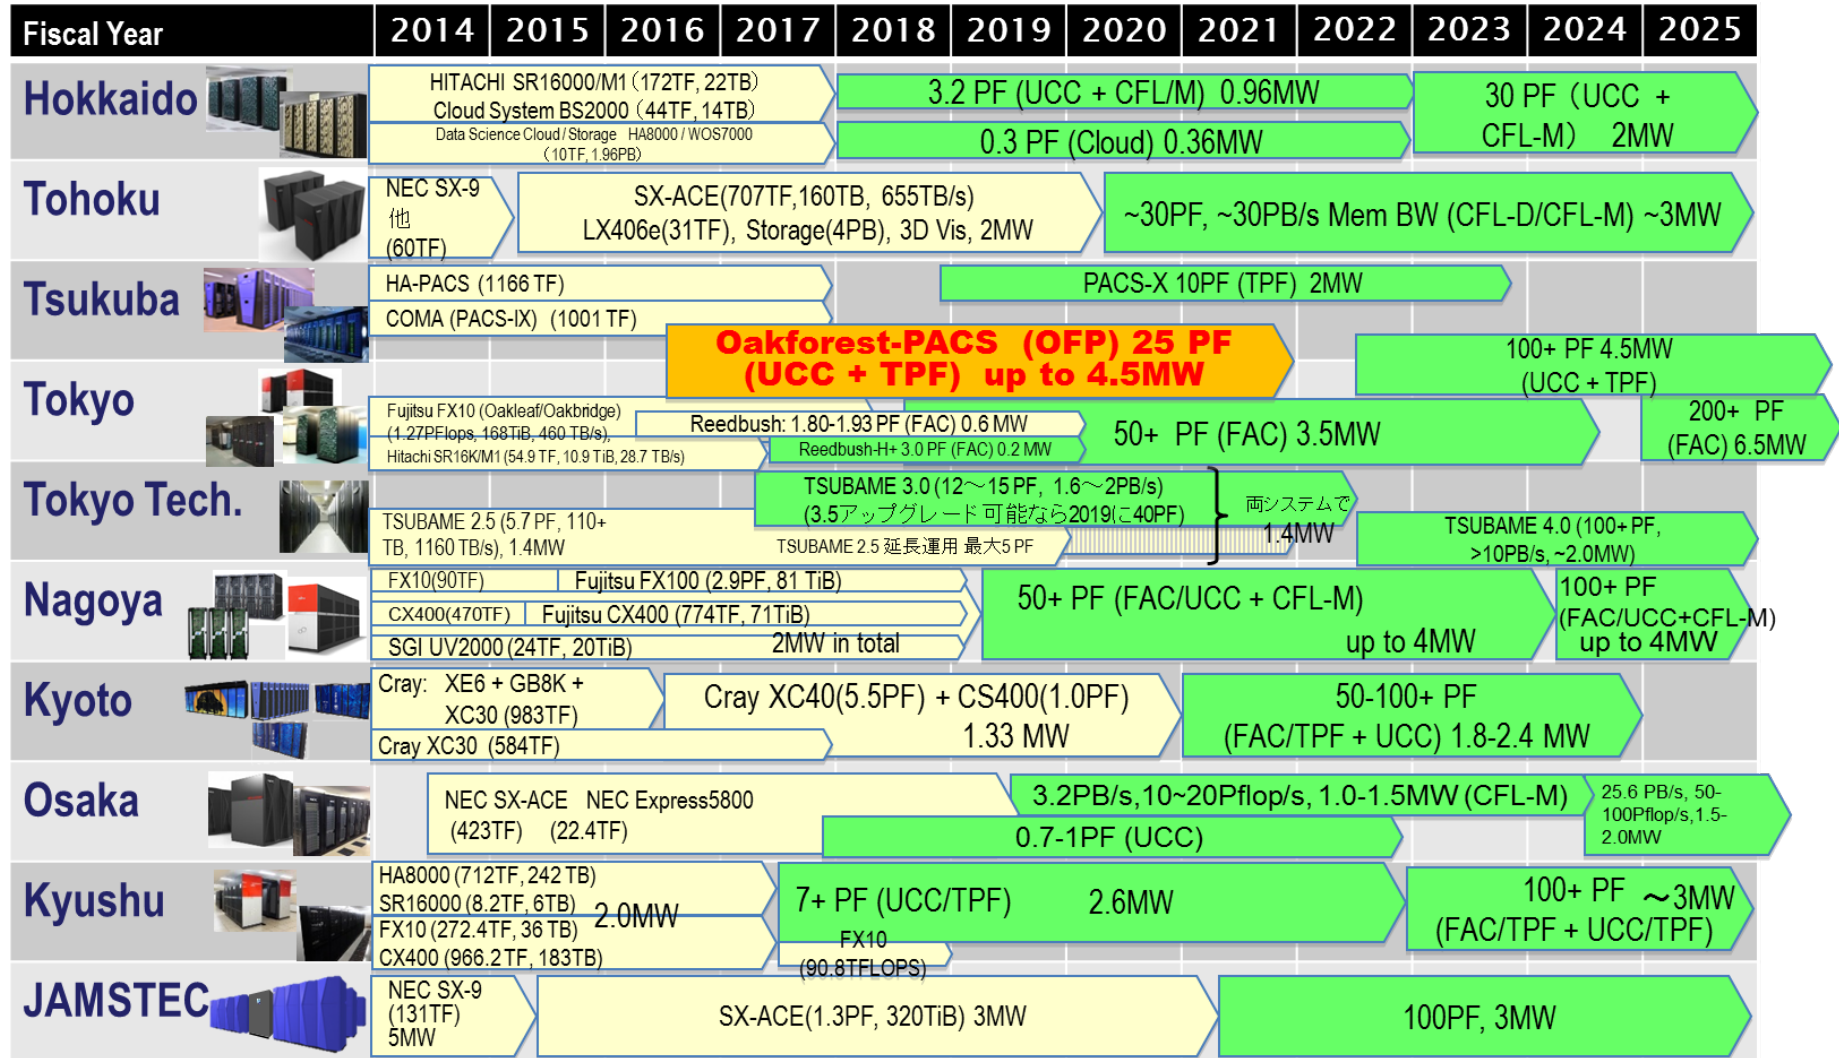 Fiscal Year 2014 2015 2016 2017 2018 2019 2020 2021 2022 2023 2024 2025
Hokkaido
HITACHI SR16000/M1（172TF, 22TB）
Cloud System BS2000（44TF, 14TB）
Data Science Cloud / Storage HA8000 / WOS7000
（10TF, 1.96PB）
3.2 PF (UCC + CFL/M) 0.96MW
0.3 PF (Cloud) 0.36MW
30 PF（UCC +
CFL-M） 2MW
Tohoku
NEC SX-9
他
(60TF)
SX-ACE(707TF,160TB, 655TB/s)
LX406e(31TF), Storage(4PB), 3D Vis, 2MW
~30PF, ~30PB/s Mem BW (CFL-D/CFL-M) ~3MW
Tsukuba
HA-PACS (1166 TF)
COMA (PACS-IX) (1001 TF)
PACS-X 10PF (TPF) 2MW
Oakforest-PACS (OFP) 25 PF
(UCC + TPF) up to 4.5MW
100+ PF 4.5MW
(UCC + TPF)
Tokyo
Fujitsu FX10 (Oakleaf/Oakbridge)
(1.27PFlops, 168TiB, 460 TB/s),
Hitachi SR16K/M1 (54.9 TF, 10.9 TiB, 28.7 TB/s)
Reedbush: 1.80-1.93 PF (FAC) 0.6 MW
Reedbush-H+ 3.0 PF (FAC) 0.2 MW
50+ PF (FAC) 3.5MW
200+ PF
(FAC) 6.5MW
Tokyo Tech.
TSUBAME 3.0 (12～15 PF, 1.6～2PB/s)
(3.5アップグレード可能なら2019に40PF)
TSUBAME 2.5 (5.7 PF, 110+
TB, 1160 TB/s), 1.4MW
TSUBAME 2.5 延長運用 最大5 PF
両システムで
1.4MW
TSUBAME 4.0 (100+ PF,
>10PB/s, ~2.0MW)
Nagoya
FX10(90TF)
Fujitsu FX100 (2.9PF, 81 TiB)
CX400(470TF)
Fujitsu CX400 (774TF, 71TiB)
SGI UV2000 (24TF, 20TiB)
2MW in total
50+ PF (FAC/UCC + CFL-M)
up to 4MW
100+ PF
(FAC/UCC+CFL-M)
up to 4MW
Kyoto
Cray: XE6 + GB8K +
XC30 (983TF)
Cray XC30 (584TF)
Cray XC40(5.5PF) + CS400(1.0PF)
1.33 MW
50-100+ PF
(FAC/TPF + UCC) 1.8-2.4 MW
Osaka
NEC SX-ACE NEC Express5800
(423TF) (22.4TF)
3.2PB/s,10~20Pflop/s, 1.0-1.5MW (CFL-M)
0.7-1PF (UCC)
25.6 PB/s, 50-
100Pflop/s,1.5-
2.0MW
Kyushu
HA8000 (712TF, 242 TB)
SR16000 (8.2TF, 6TB)
2.0MW
FX10 (272.4TF, 36 TB)
CX400 (966.2 TF, 183TB)
7+ PF (UCC/TPF) 2.6MW
FX10
(90.8TFLOPS)
100+ PF ～3MW
(FAC/TPF + UCC/TPF)
JAMSTEC
NEC SX-9
(131TF)
5MW
SX-ACE(1.3PF, 320TiB) 3MW
100PF, 3MW